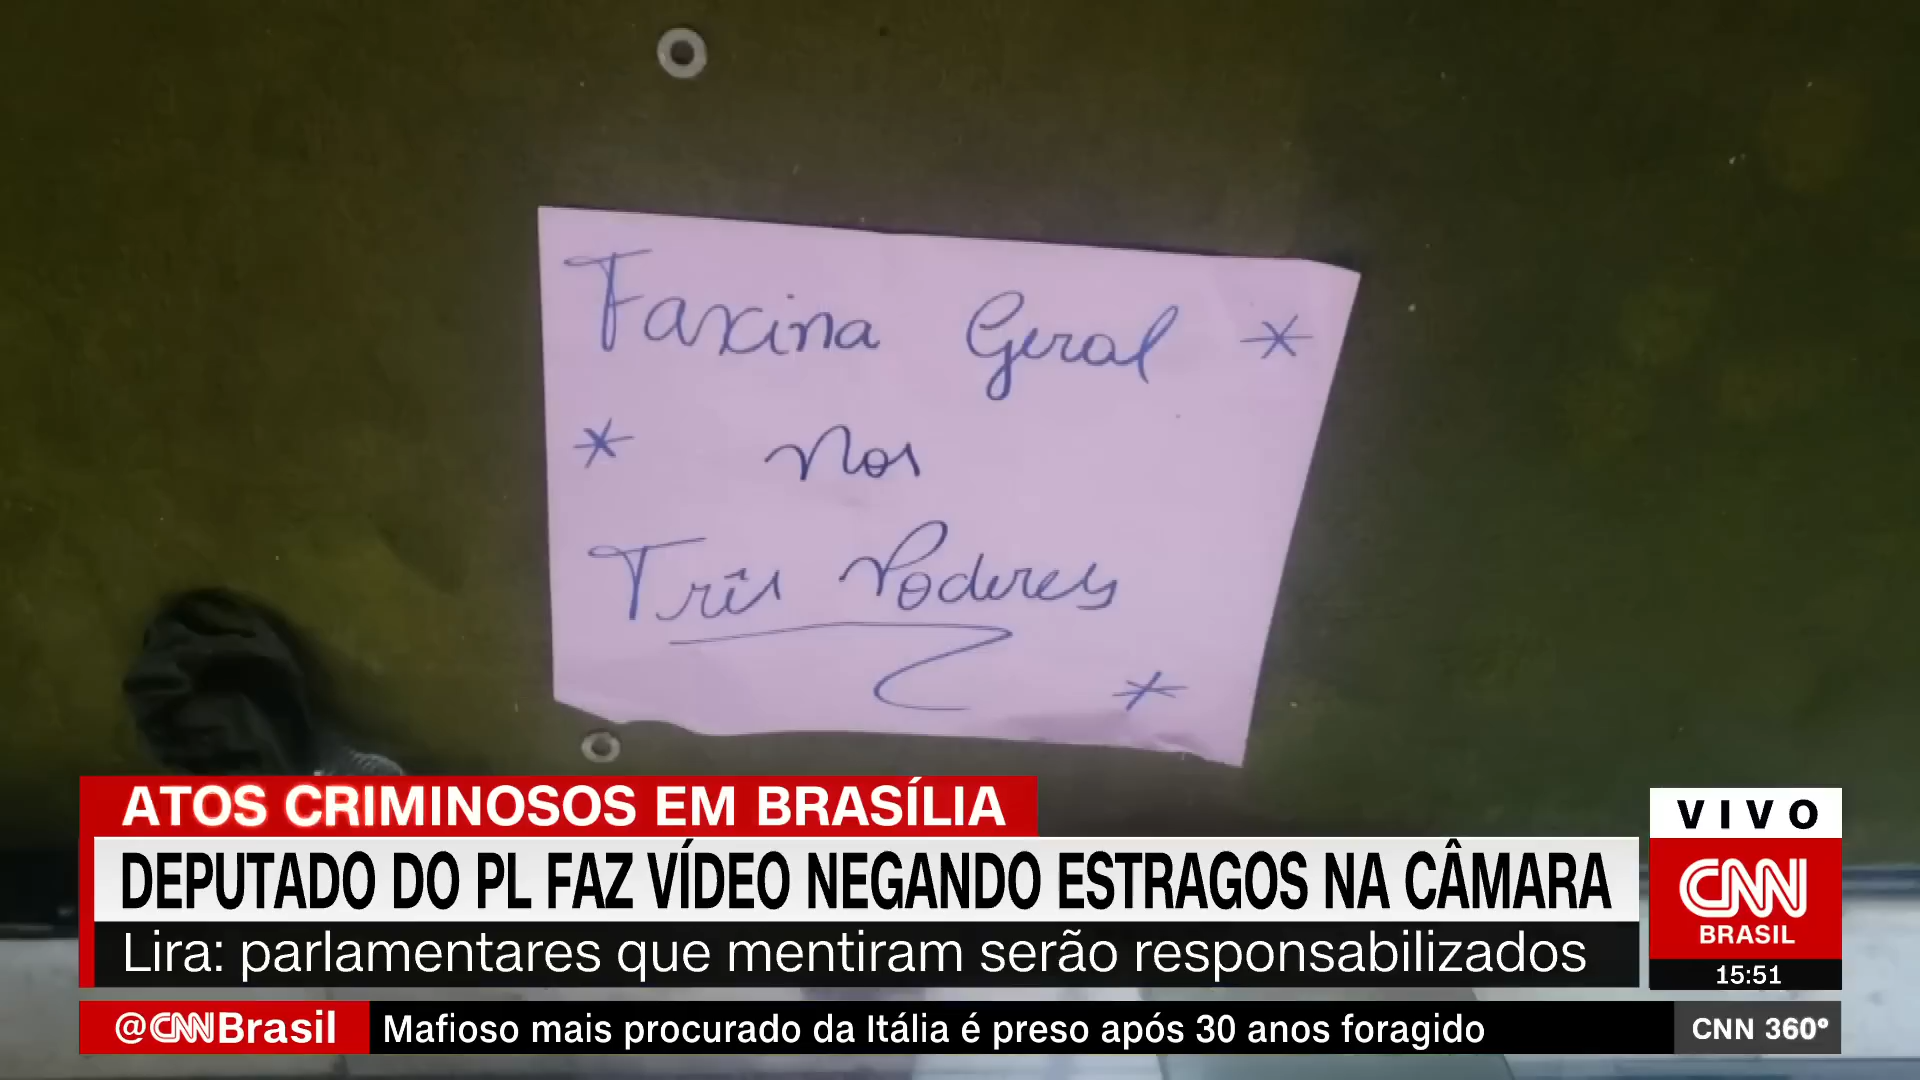 Faxina Geral *
* Nos
Três Poderes
*
ATOS CRIMINOSOS EM BRASÍLIA
DEPUTADO DO PL FAZ VÍDEO NEGANDO ESTRAGOS NA CÂMARA
Lira: parlamentares que mentiram serão responsabilizados
VIVO
CNN
BRASIL
15:51
@CNNBrasil Mafioso mais procurado da Itália é preso após 30 anos foragido CNN 360°